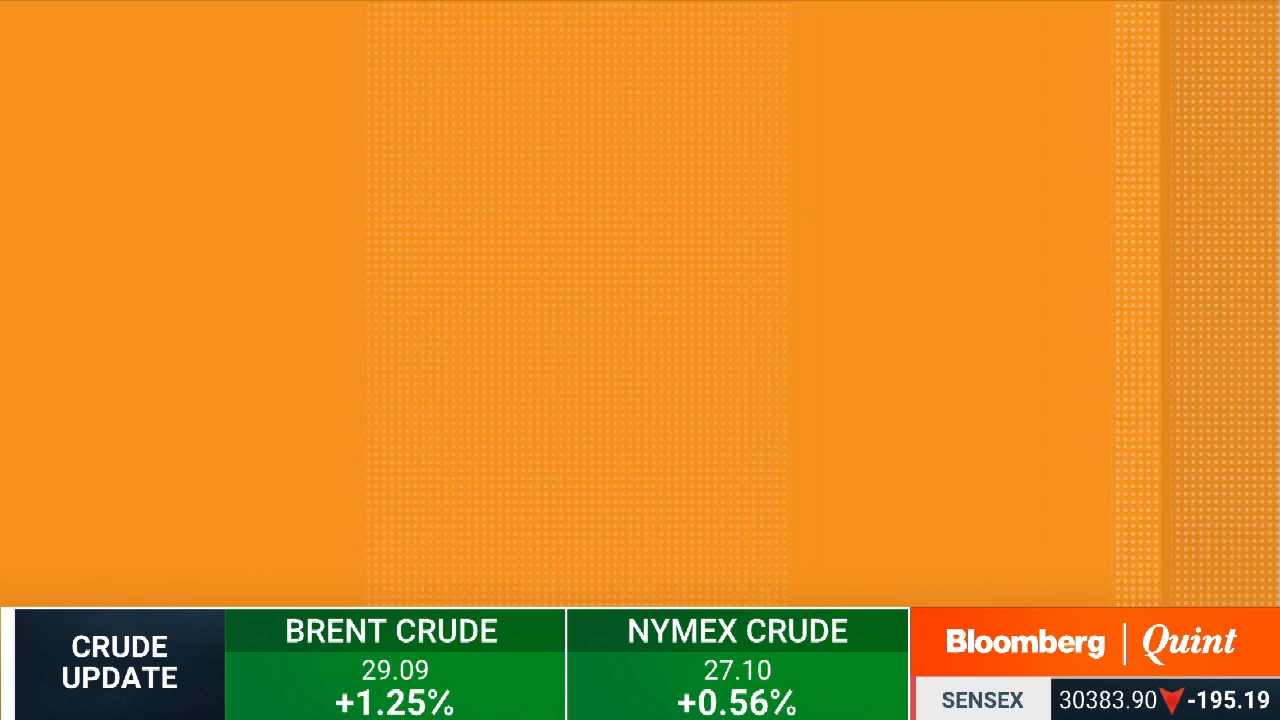 CRUDE
UPDATE
BRENT CRUDE
29.09
+1.25%
NYMEX CRUDE
27.10
+0.56%
Bloomberg | Quint
SENSEX 30383.90 -195.19